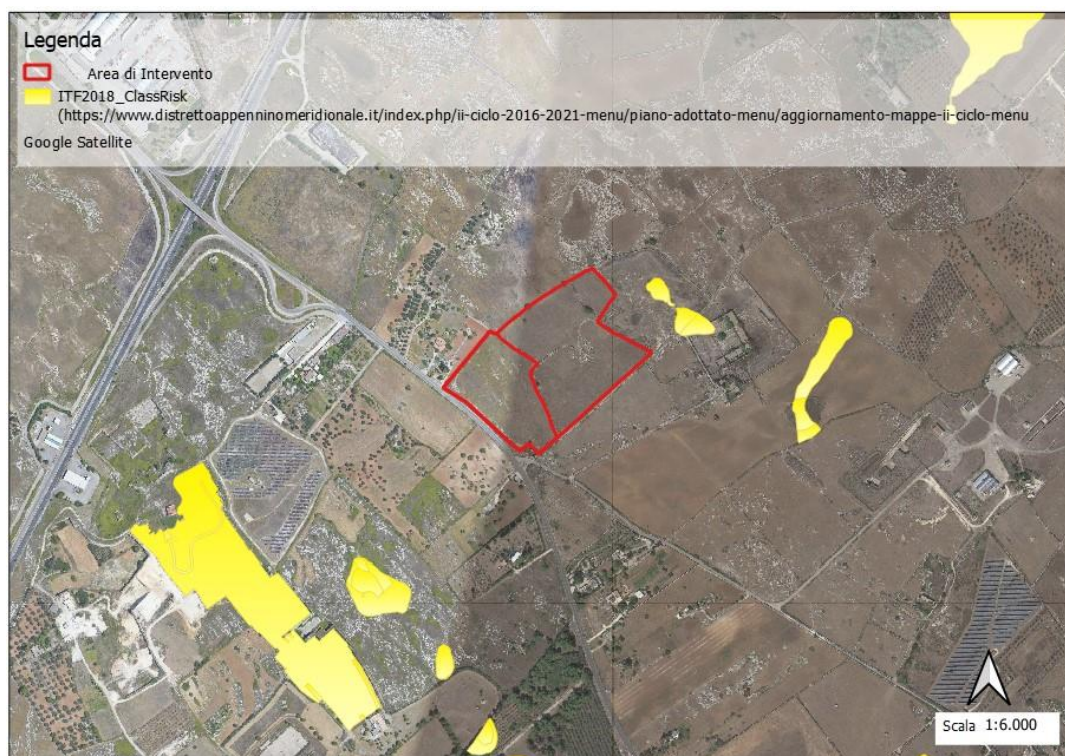 Legenda
Area di Intervento
ITF2018_ClassRisk
(https://www.distrettoappenninomeridionale.it/index.php/ii-ciclo-2016-2021-menu/piano-adottato-menu/aggiornamento-mappe-ii-ciclo-menu
Google Satellite
Scala 1:6.000